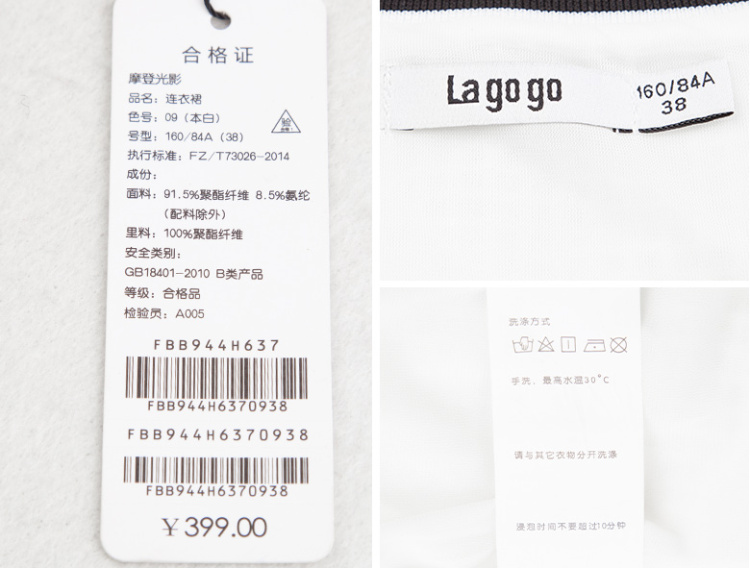 合格证
摩登光影
品名：连衣裙
色号：09（本白）
号型：160/84A（38）
验
执行标准：FZ/T73026-2014
成份：
面料：91.5%聚酯纤维 8.5%氨纶
（配料除外）
里料：100%聚酯纤维
安全类别：
GB18401-2010 B类产品
等级：合格品
检验员：A005
FBB944H637
FBB944H6370938
FBB944H6370938
FBB944H6370938
￥399.00
Lagogo
160/84A
38
洗涤方式
手洗、最高水温30°C
请与其它衣物分开洗涤
浸泡时间不要超过10分钟